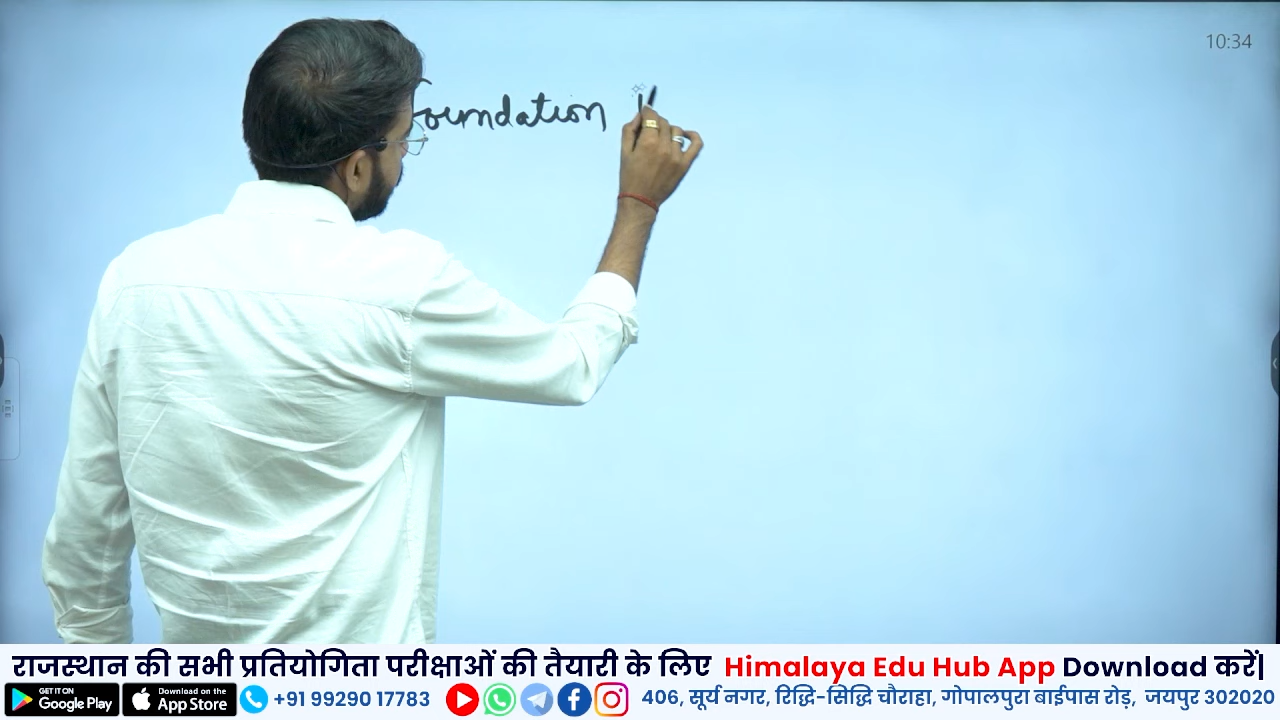 10:34
oundation
राजस्थान की सभी प्रतियोगिता परीक्षाओं की तैयारी के लिए Himalaya Edu Hub App Download करें|
GET IT ON Google Play Download on the App Store +91 99290 17783 406, सूर्य नगर, रिद्धि-सिद्धि चौराहा, गोपालपुरा बाईपास रोड़, जयपुर 302020